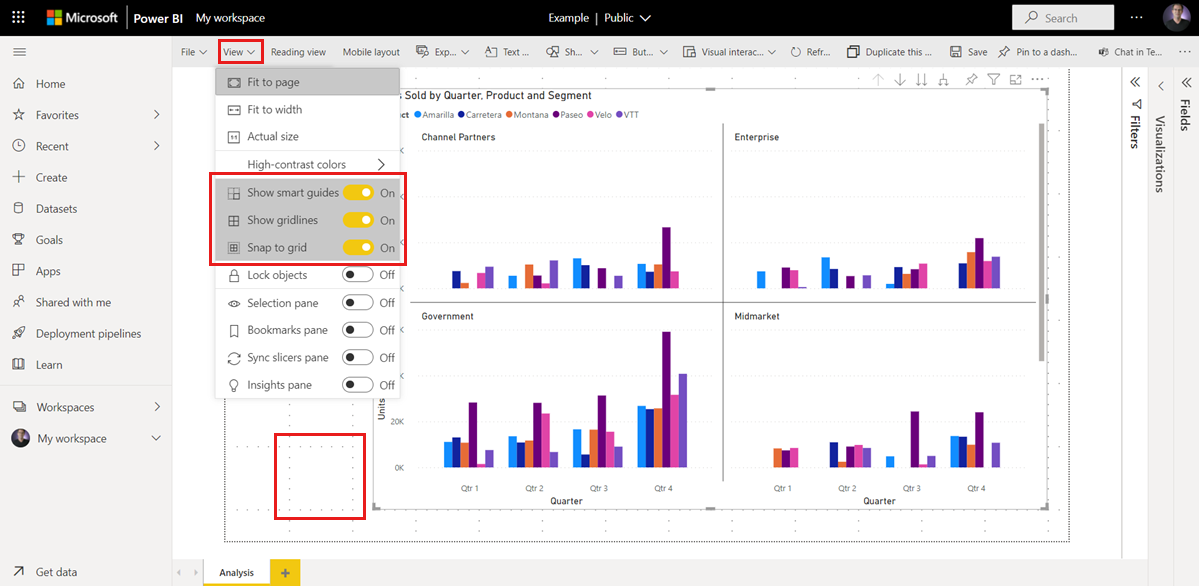 Microsoft Power BI My workspace Example | Public Search
File View Reading view Mobile layout Exp... Text ... Sh... But... Visual interac... Refr... Duplicate this ... Save Pin to a dash... Chat in Te...
Home
Favorites
Recent
Create
Datasets
Goals
Apps
Shared with me
Deployment pipelines
Learn
Workspaces
My workspace
Get data
Fit to page
Fit to width
Actual size
High-contrast colors
Show smart guides On
Show gridlines On
Snap to grid On
Lock objects Off
Selection pane Off
Bookmarks pane Off
Sync slicers pane Off
Insights pane Off
s Sold by Quarter, Product and Segment
ct Amarilla Carretera Montana Paseo Velo VTT
Channel Partners Enterprise
Government Midmarket
Units
20K
0K
Qtr 1 Qtr 2 Qtr 3 Qtr 4 Qtr 1 Qtr 2 Qtr 3 Qtr 4
Quarter Quarter
Filters
Visualizations
Fields
Analysis +